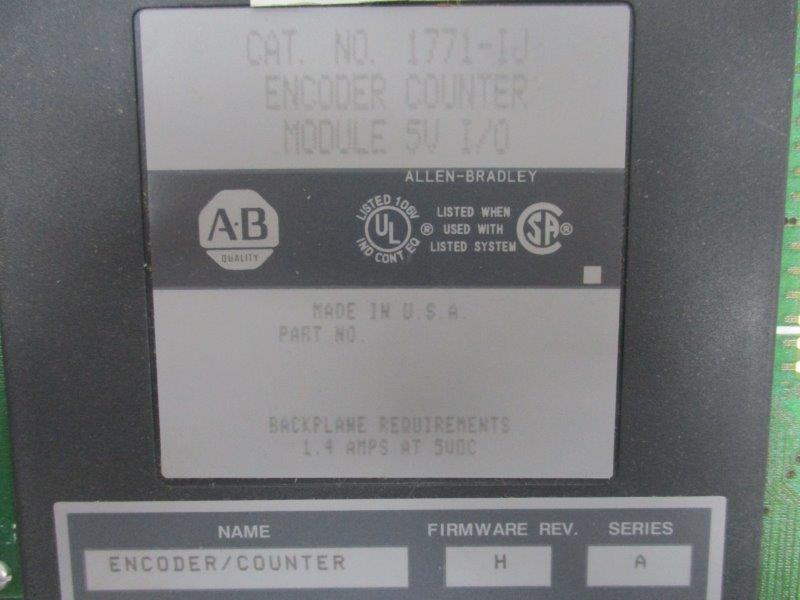 CAT. NO. 1771-IJ
ENCODER COUNTER
MODULE 5V I/O
ALLEN-BRADLEY
A·B
QUALITY
LISTED 106V
UL
IND CONT EQ
®
LISTED WHEN
USED WITH
LISTED SYSTEM
SA
®
MADE IN U.S.A.
PART NO.
BACKPLANE REQUIREMENTS
1.4 AMPS AT 5VDC
NAME
FIRMWARE REV.
SERIES
ENCODER/COUNTER
H
A